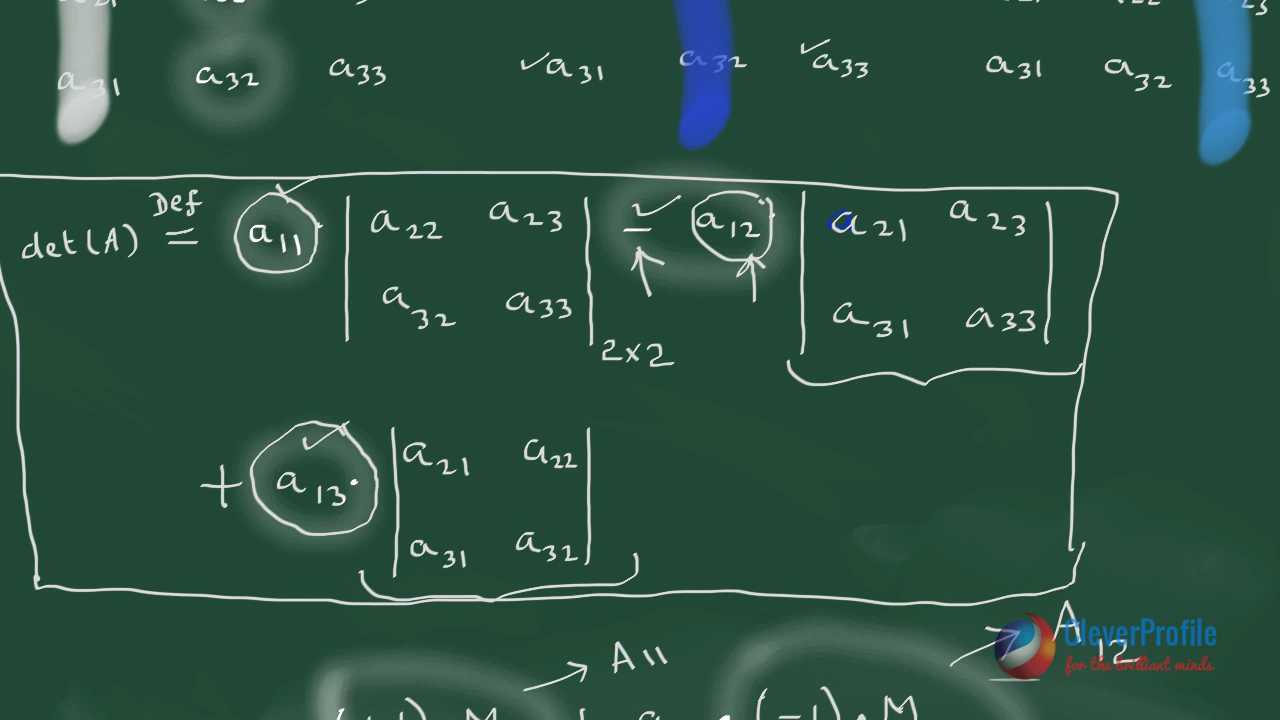 a31 a32 a33 ✓a31 a32 ✓a33 a31 a32 a33
det(A) Def = a11 | a22 a23 | - a12 | a21 a23 |
a32 a33 a31 a33
2×2
+ a13 · | a21 a22 |
a31 a32
A11 A12
CleverProfile
for the brilliant minds
(-1) · M